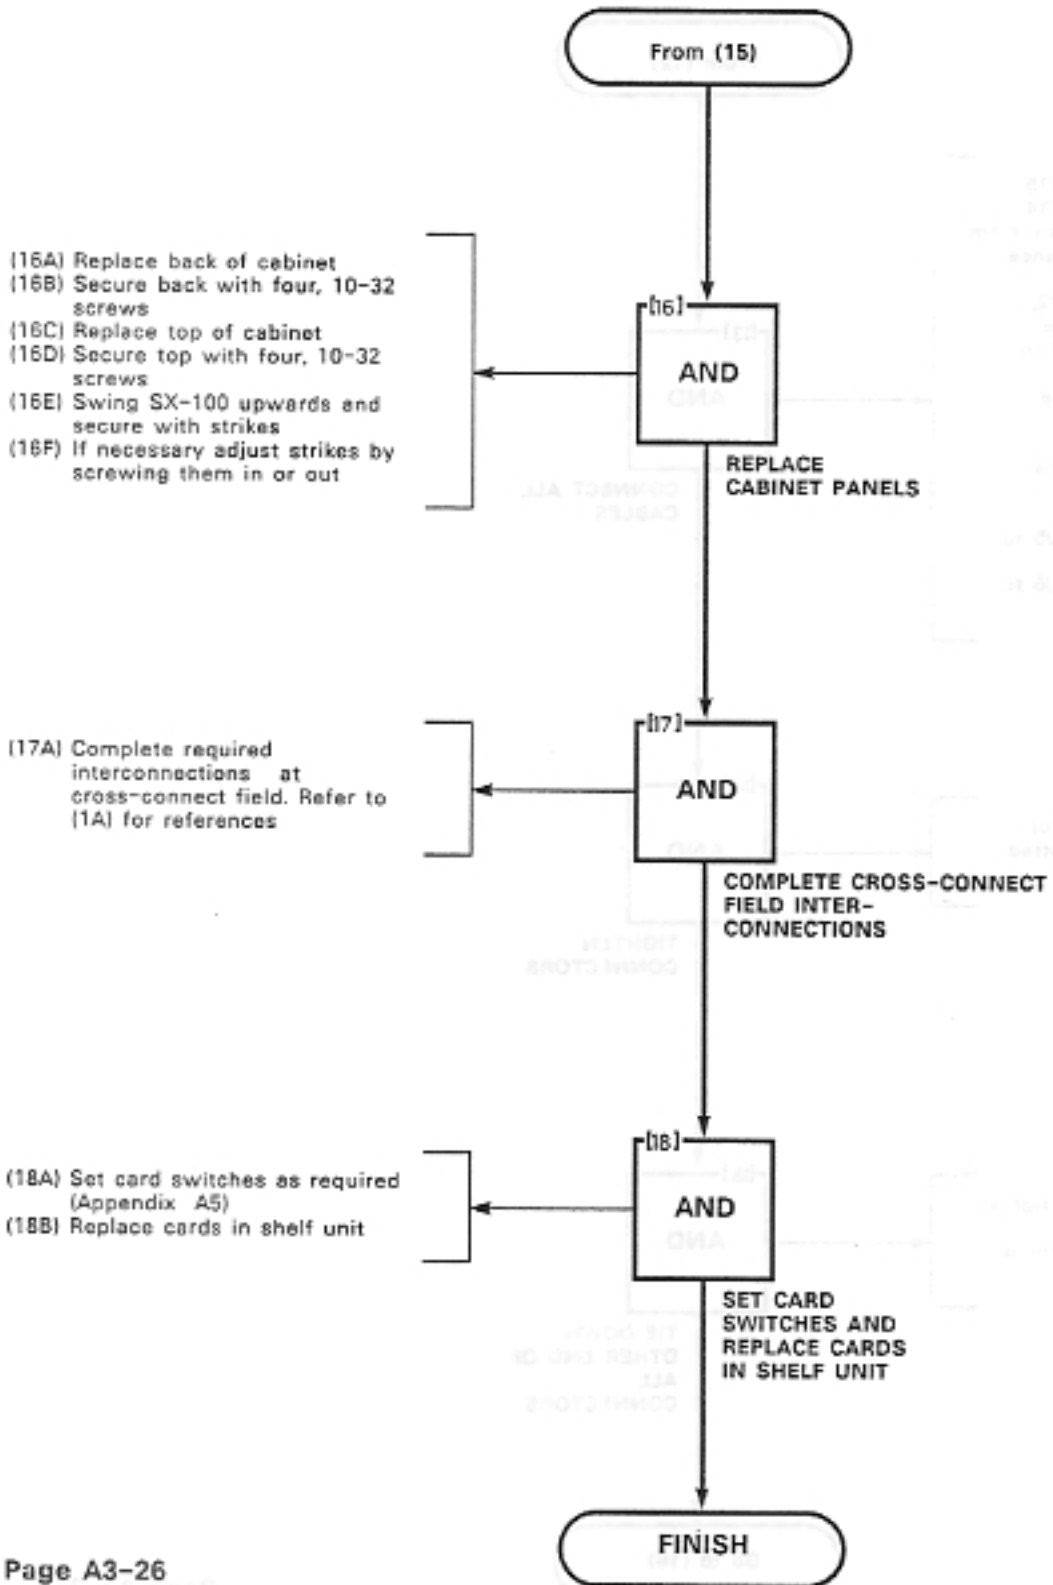 From (15)
(16A) Replace back of cabinet
(16B) Secure back with four, 10-32
screws
(16C) Replace top of cabinet
(16D) Secure top with four, 10-32
screws
(16E) Swing SX-100 upwards and
secure with strikes
(16F) If necessary adjust strikes by
screwing them in or out
[16]
AND
REPLACE
CABINET PANELS
(17A) Complete required
interconnections at
cross-connect field. Refer to
(1A) for references
[17]
AND
COMPLETE CROSS-CONNECT
FIELD INTER-
CONNECTIONS
(18A) Set card switches as required
(Appendix A5)
(18B) Replace cards in shelf unit
[18]
AND
SET CARD
SWITCHES AND
REPLACE CARDS
IN SHELF UNIT
FINISH
Page A3-26